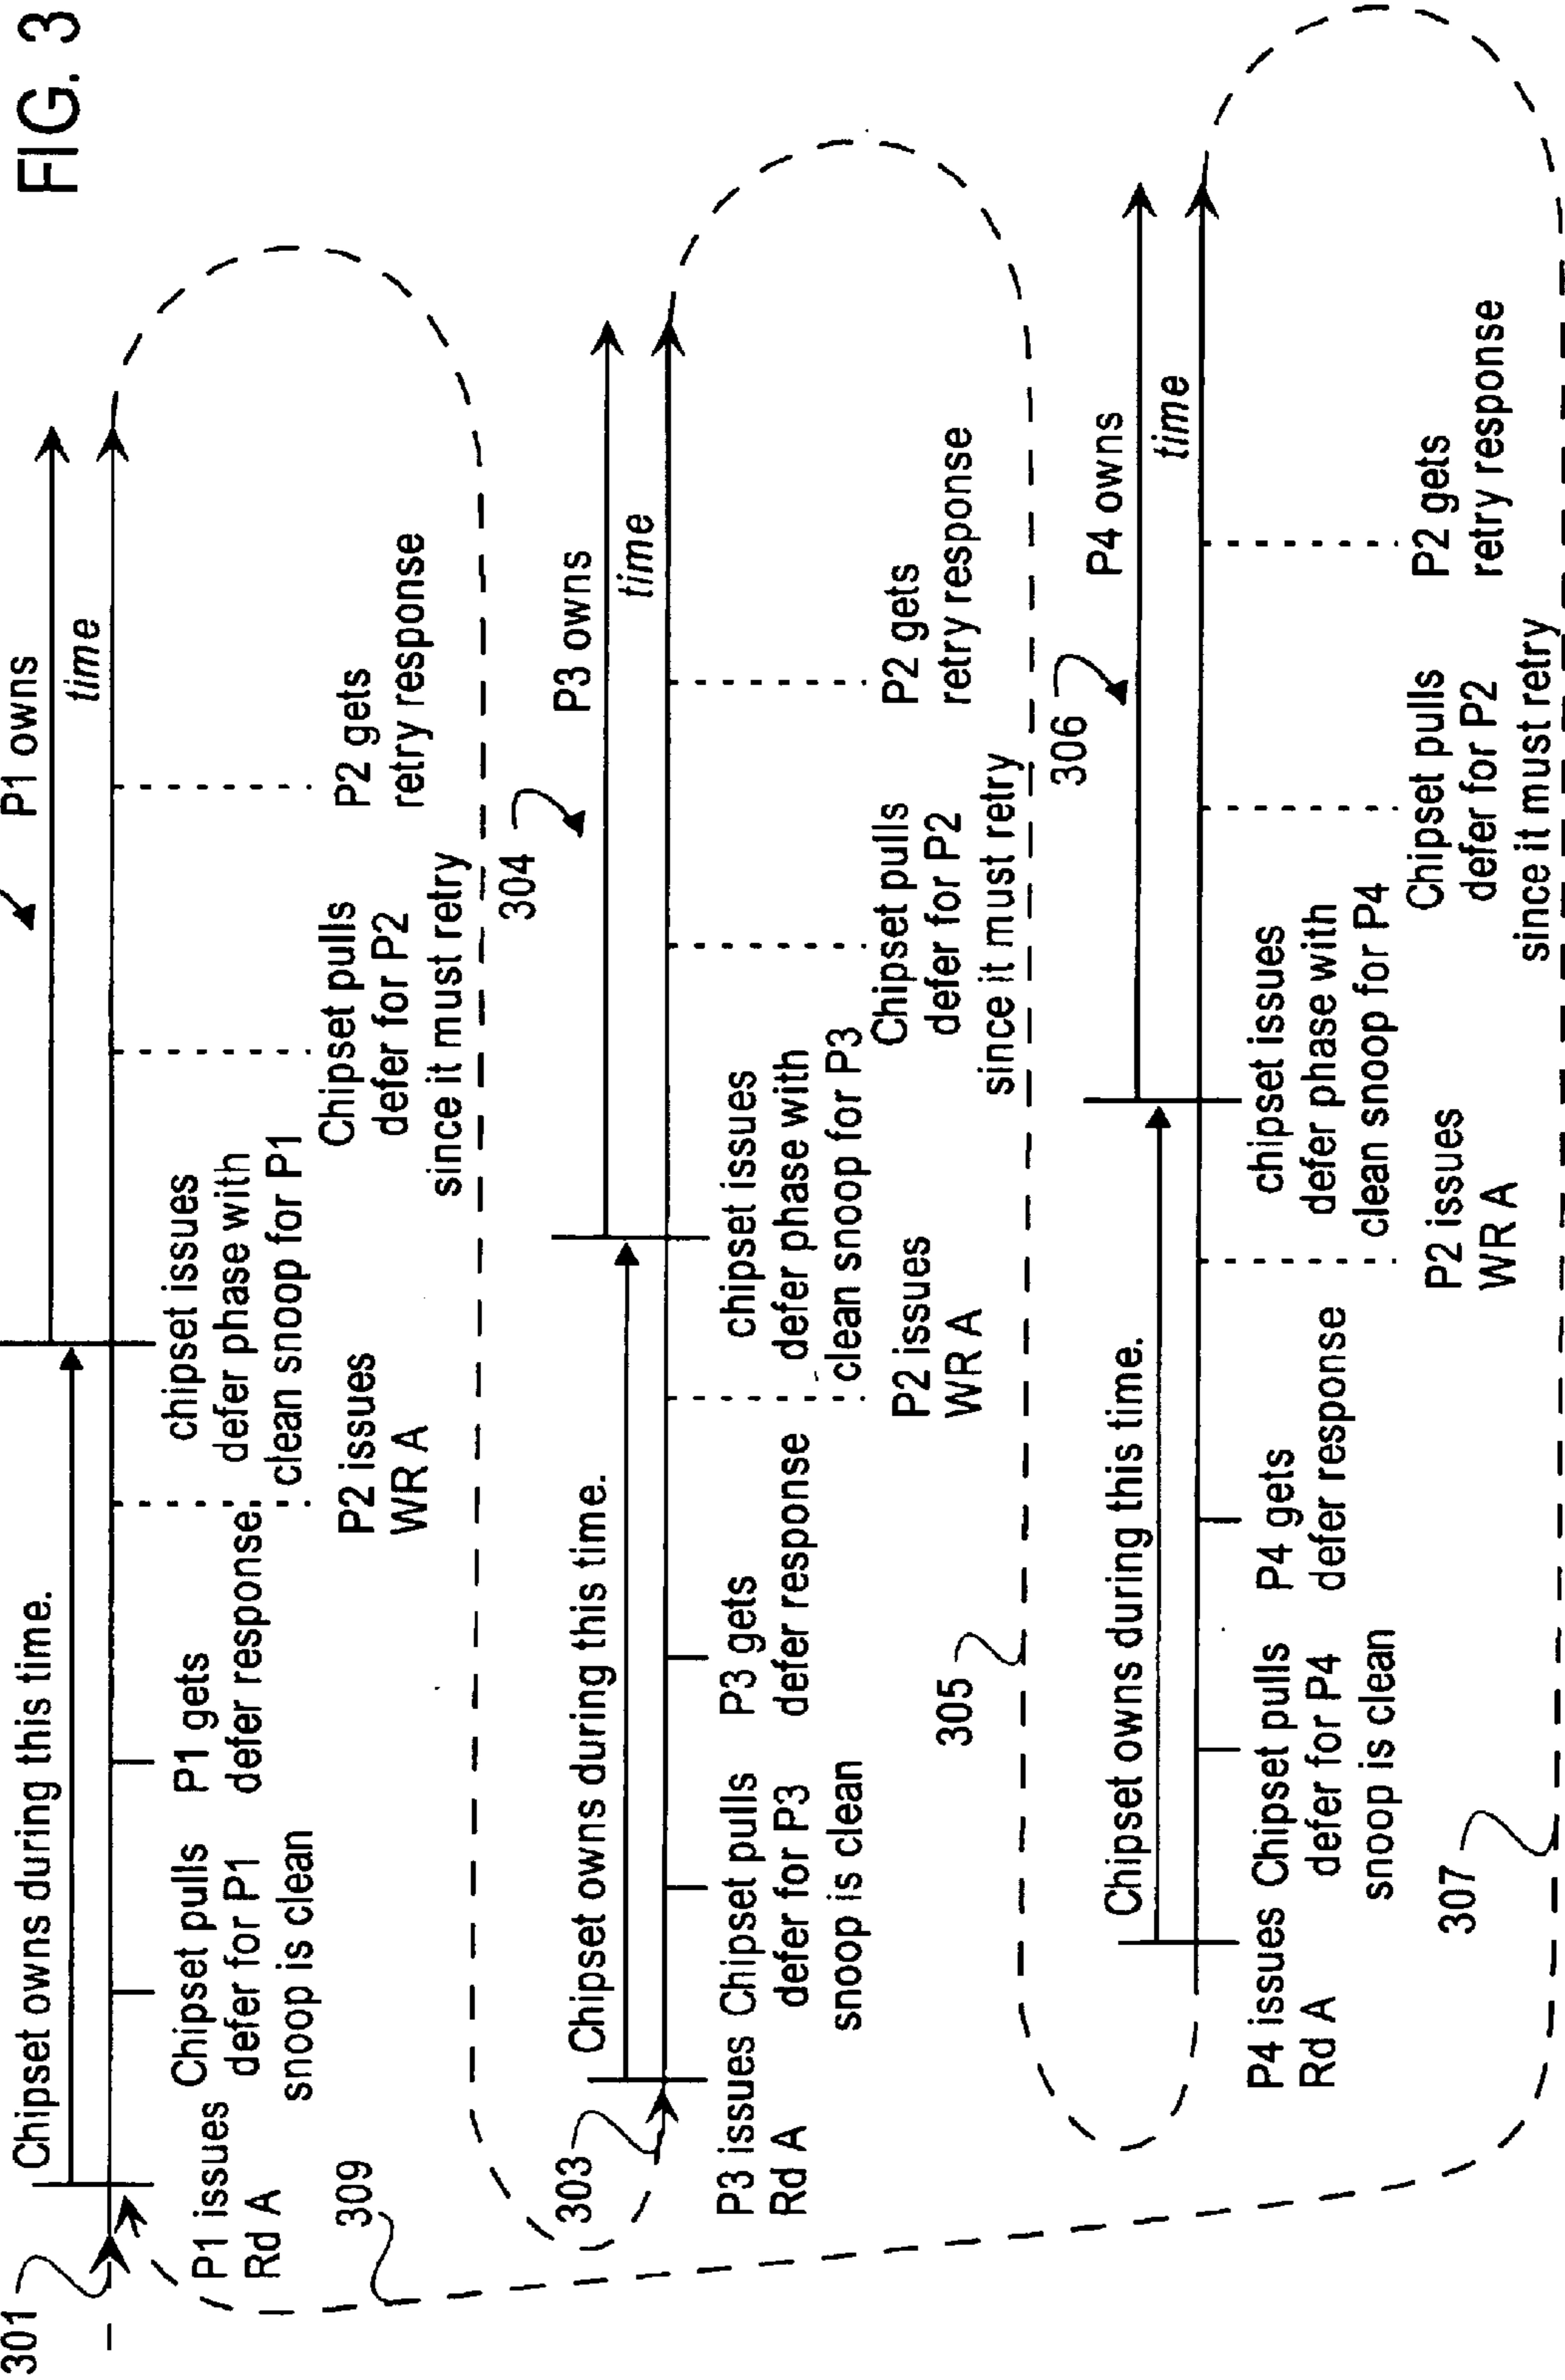 FIG. 3
301
Chipset owns during this time.
P1 owns
time
P1 issues
Rd A
Chipset pulls
defer for P1
snoop is clean
P1 gets
defer response
P2 issues
WR A
chipset issues
defer phase with
clean snoop for P1
Chipset pulls
defer for P2
since it must retry
P2 gets
retry response
309
303
Chipset owns during this time.
304
P3 owns
time
P3 issues
Rd A
Chipset pulls
defer for P3
snoop is clean
P3 gets
defer response
P2 issues
WR A
chipset issues
defer phase with
clean snoop for P3
Chipset pulls
defer for P2
since it must retry
P2 gets
retry response
305
Chipset owns during this time.
306
P4 owns
time
P4 issues
Rd A
Chipset pulls
defer for P4
snoop is clean
P4 gets
defer response
P2 issues
WR A
chipset issues
defer phase with
clean snoop for P4
Chipset pulls
defer for P2
since it must retry
P2 gets
retry response
307